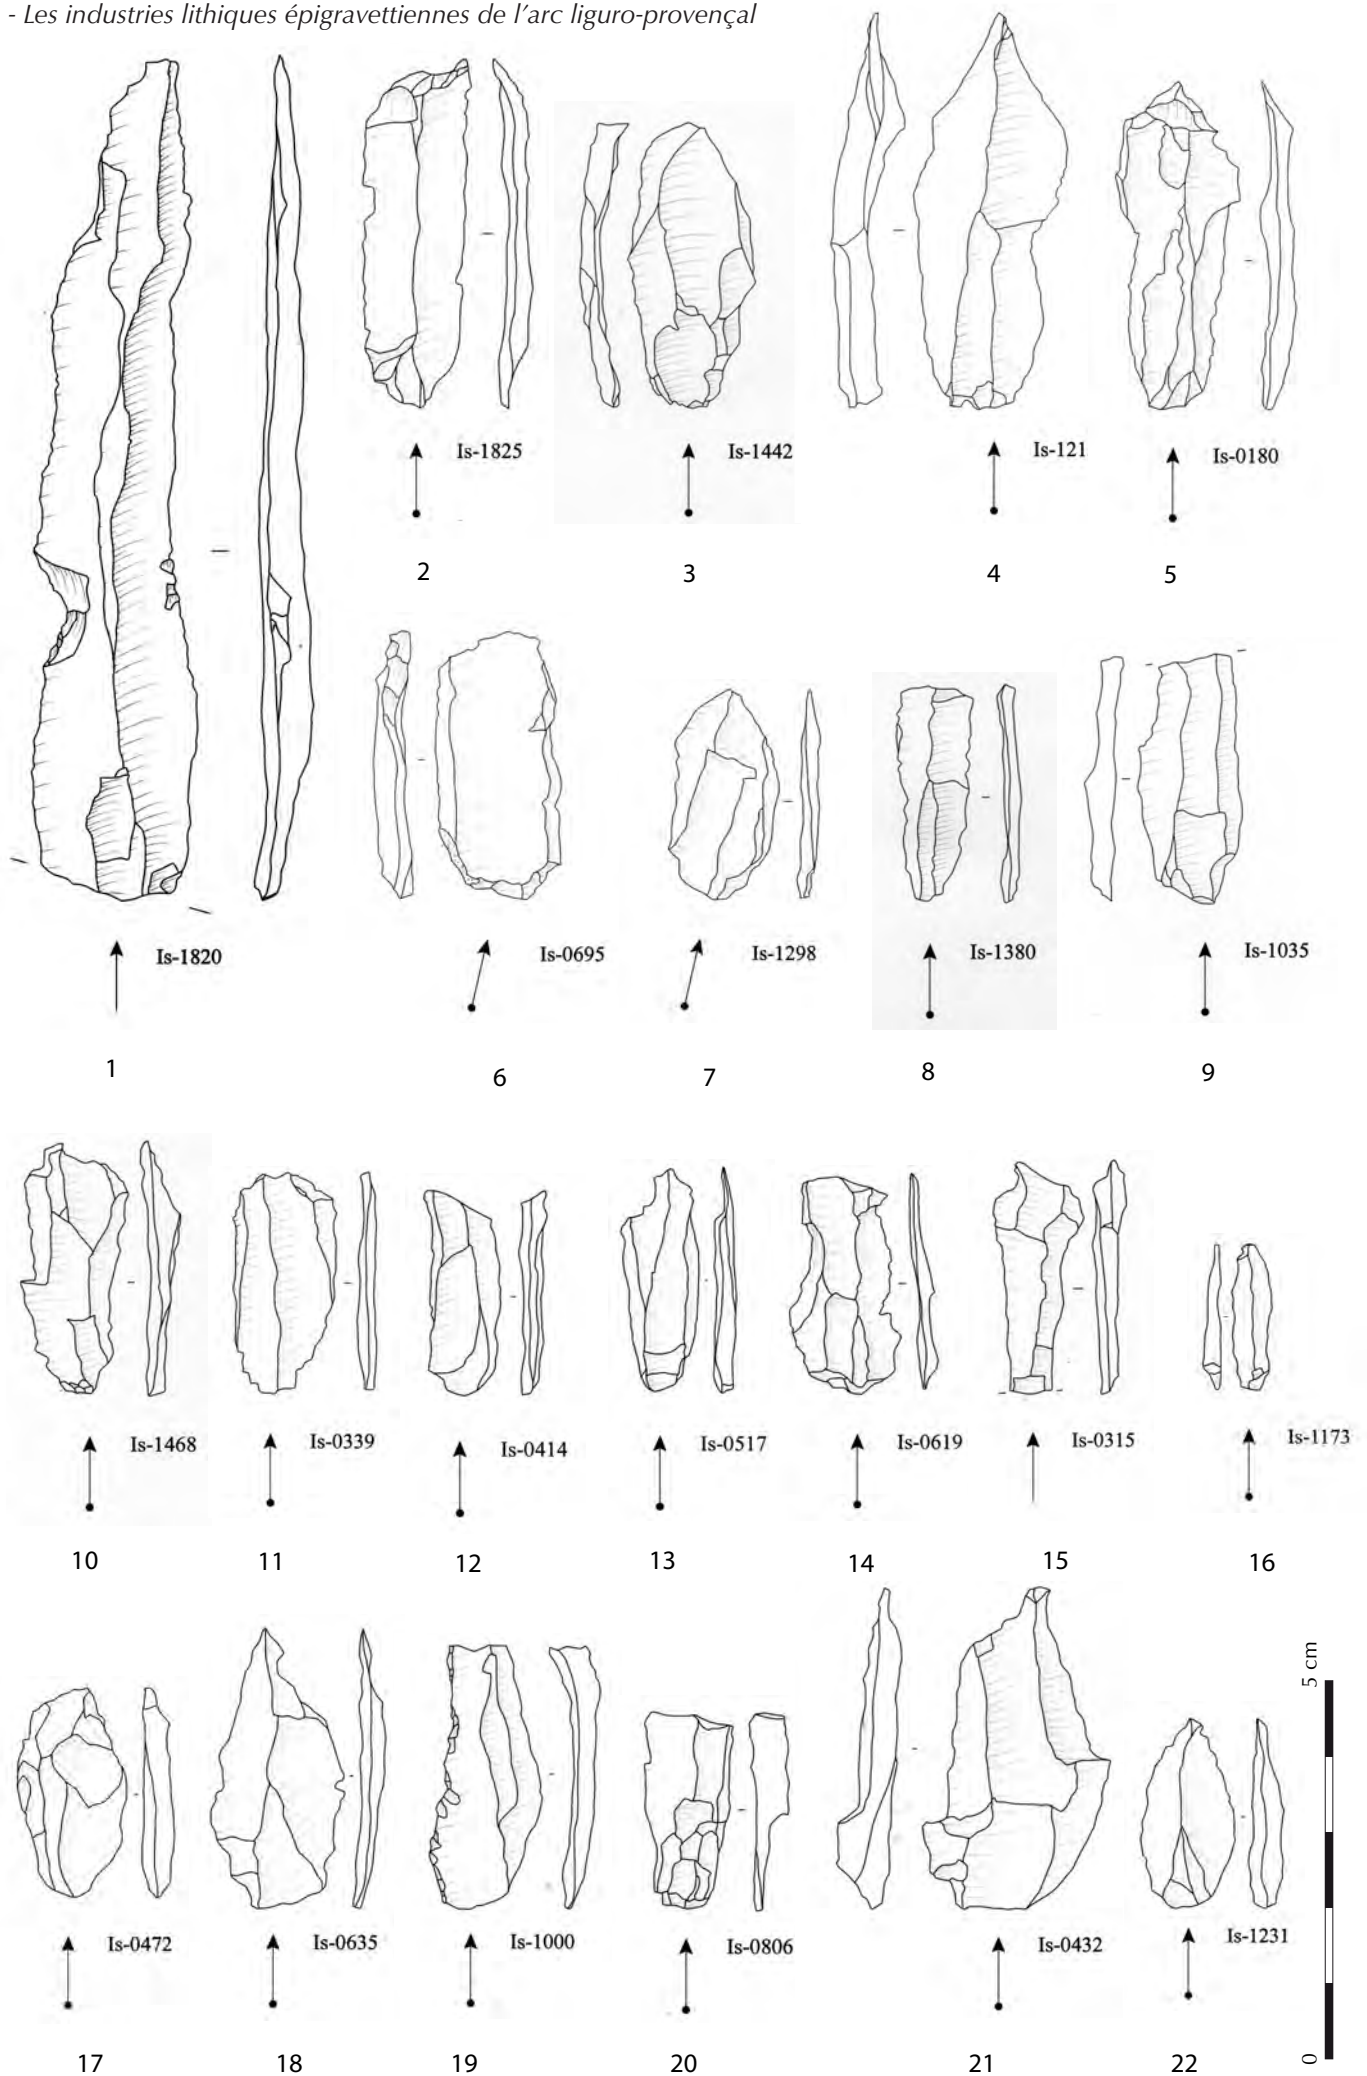 - Les industries lithiques épigravettiennes de l'arc liguro-provençal
Is-1825
Is-1442
Is-121
Is-0180
2
3
4
5
Is-1820
Is-0695
Is-1298
Is-1380
Is-1035
1
6
7
8
9
Is-1468
Is-0339
Is-0414
Is-0517
Is-0619
Is-0315
Is-1173
10
11
12
13
14
15
16
5 cm
Is-0472
Is-0635
Is-1000
Is-0806
Is-0432
Is-1231
0
17
18
19
20
21
22